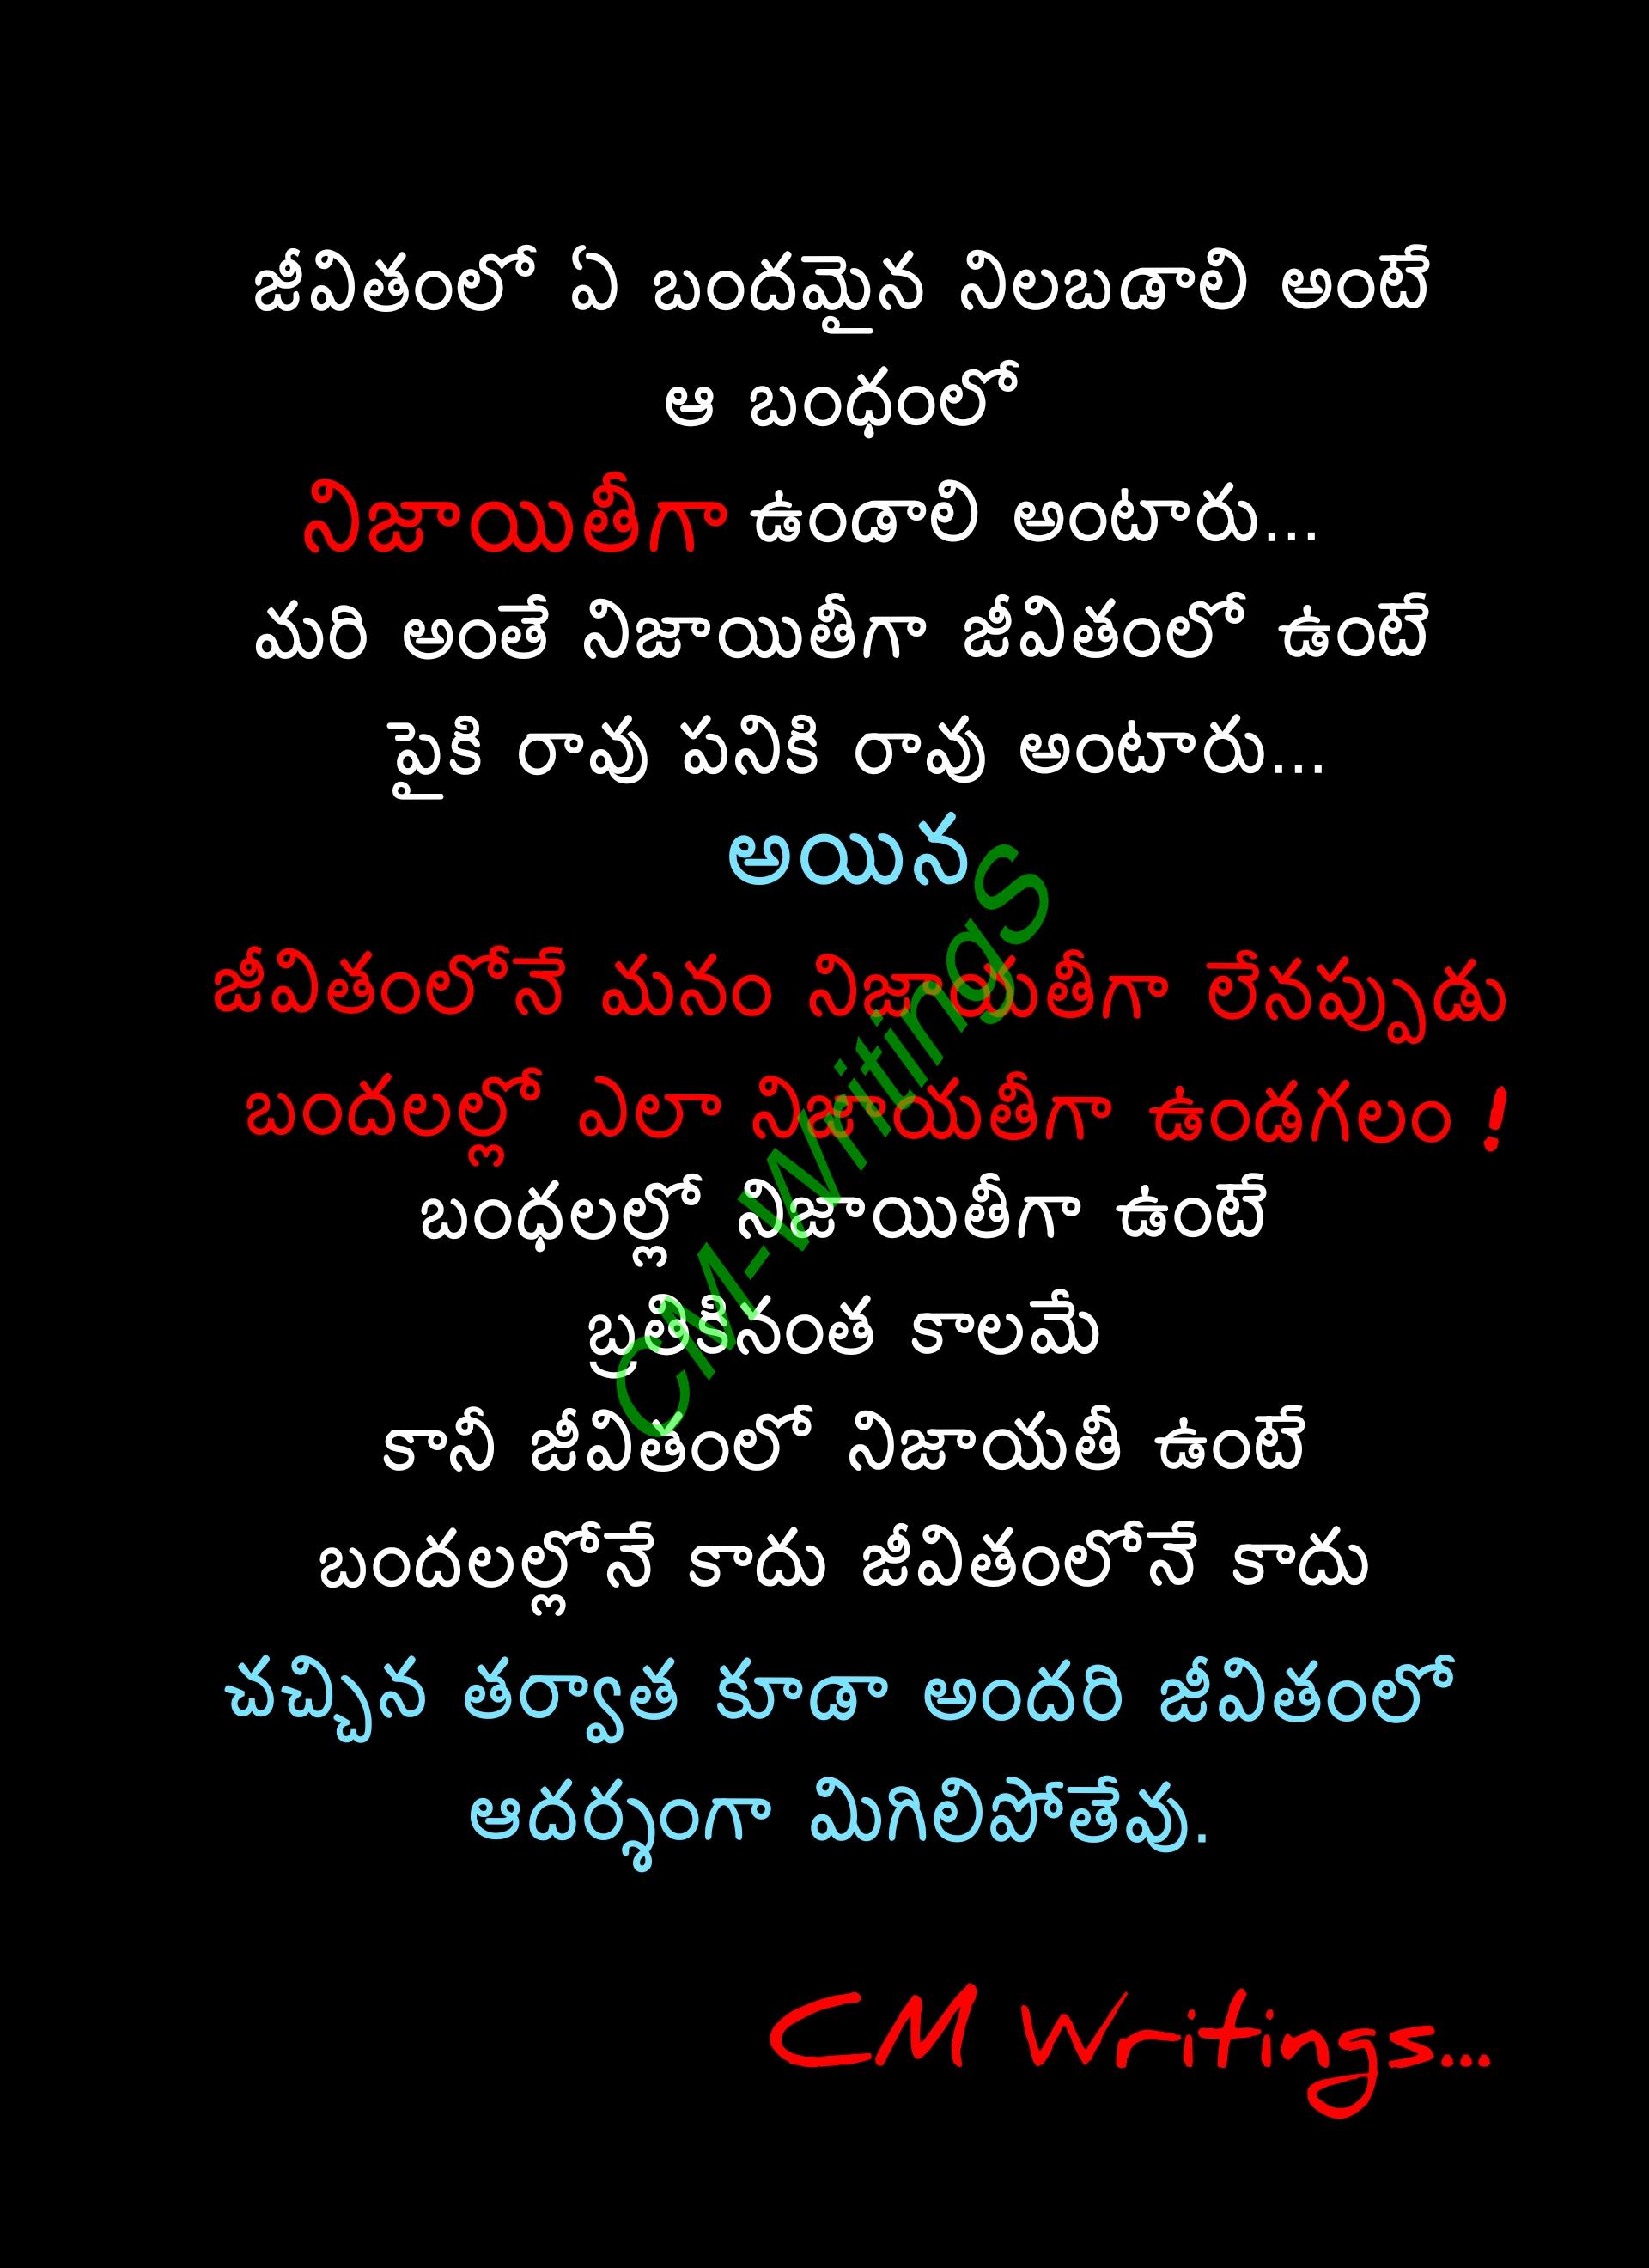 జీవితంలో ఏ బందమైన నిలబడాలి అంటే
ఆ బంధంలో
నిజాయితీగా ఉండాలి అంటారు...
మరి అంతే నిజాయితీగా జీవితంలో ఉంటే
పైకి రావు పనికి రావు అంటారు...
అయిన
జీవితంలోనే మనం నిజాయతీగా లేనప్పుడు
బందలల్లో ఎలా నిజాయతీగా ఉండగలం !
బంధలల్లో నిజాయితీగా ఉంటే
బ్రతికినంత కాలమే
కానీ జీవితంలో నిజాయతీ ఉంటే
బందలల్లోనే కాదు జీవితంలోనే కాదు
చచ్చిన తర్వాత కూడా అందరి జీవితంలో
ఆదర్శంగా మిగిలిపోతేవు.
CM-WritingS
CM Writings...